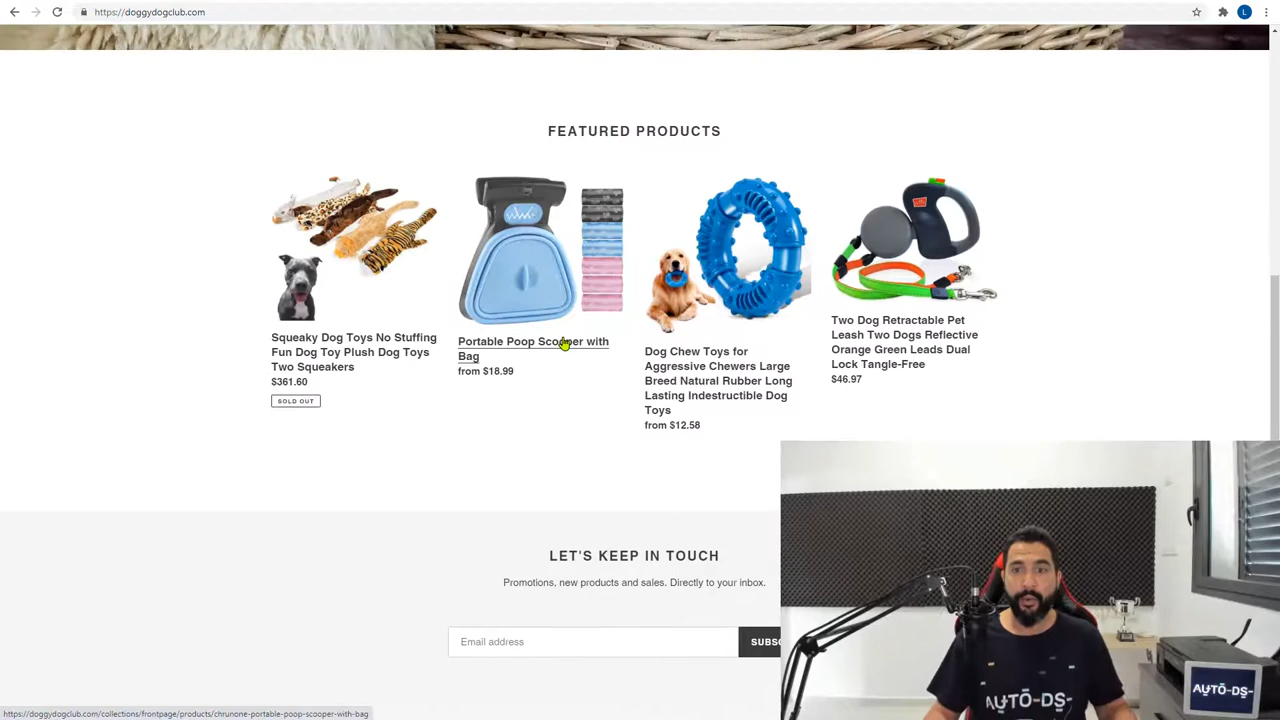 https://doggydogclub.com
L
FEATURED PRODUCTS
Squeaky Dog Toys No Stuffing
Fun Dog Toy Plush Dog Toys
Two Squeakers
$361.60
SOLD OUT
Portable Poop Scooper with
Bag
from $18.99
Dog Chew Toys for
Aggressive Chewers Large
Breed Natural Rubber Long
Lasting Indestructible Dog
Toys
from $12.58
Two Dog Retractable Pet
Leash Two Dogs Reflective
Orange Green Leads Dual
Lock Tangle-Free
$46.97
LET'S KEEP IN TOUCH
Promotions, new products and sales. Directly to your inbox.
Email address
SUBSC
AUTO-DS-
AUTO-DS-
https://doggydogclub.com/collections/frontpage/products/chrunone-portable-poop-scooper-with-bag